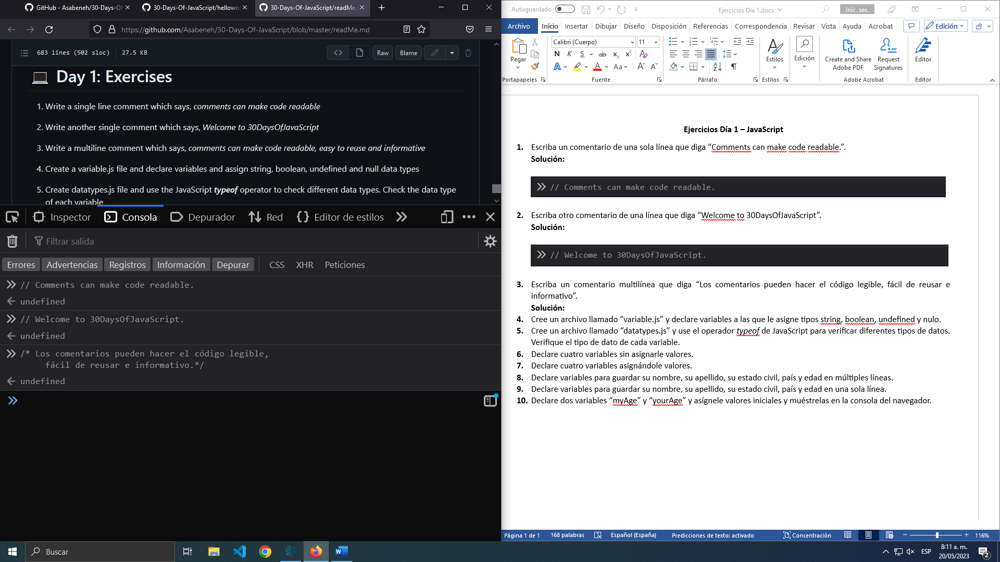 GitHub - Asabeneh/30-Days-Of
30-Days-Of-JavaScript/hellowor
30-Days-Of-JavaScript/readMe.
https://github.com/Asabeneh/30-Days-Of-JavaScript/blob/master/readMe.md
683 lines (502 sloc) 27.5 KB
Raw Blame
Day 1: Exercises
1. Write a single line comment which says, comments can make code readable
2. Write another single comment which says, Welcome to 30DaysOfJavaScript
3. Write a multiline comment which says, comments can make code readable, easy to reuse and informative
4. Create a variable.js file and declare variables and assign string, boolean, undefined and null data types
5. Create datatypes.js file and use the JavaScript typeof operator to check different data types. Check the data type
of each variable
Inspector Consola Depurador Red {} Editor de estilos
Filtrar salida
Errores Advertencias Registros Información Depurar CSS XHR Peticiones
// Comments can make code readable.
undefined
// Welcome to 30DaysOfJavaScript.
undefined
/* Los comentarios pueden hacer el código legible,
fácil de reusar e informativo.*/
undefined
Autoguardado
Ejercicios Día 1.docx
Inic. ses.
Archivo Inicio Insertar Dibujar Diseño Disposición Referencias Correspondencia Revisar Vista Ayuda Acrobat Edición
Pegar
Calibri (Cuerpo) 11
N K S ab x₂ x² A
A A Aa A A
Estilos
Edición
Create and Share
Adobe PDF
Request
Signatures
Editor
Portapapeles Fuente Párrafo Estilos Adobe Acrobat Editor
Ejercicios Día 1 – JavaScript
1. Escriba un comentario de una sola línea que diga “Comments can make code readable.”.
Solución:
// Comments can make code readable.
2. Escriba otro comentario de una línea que diga “Welcome to 30DaysOfJavaScript”.
Solución:
// Welcome to 30DaysOfJavaScript.
3. Escriba un comentario multilínea que diga “Los comentarios pueden hacer el código legible, fácil de reusar e
informativo”.
Solución:
4. Cree un archivo llamado “variable.js” y declare variables a las que le asigne tipos string, boolean, undefined y nulo.
5. Cree un archivo llamado “datatypes.js” y use el operador typeof de JavaScript para verificar diferentes tipos de datos.
Verifique el tipo de dato de cada variable.
6. Declare cuatro variables sin asignarle valores.
7. Declare cuatro variables asignándole valores.
8. Declare variables para guardar su nombre, su apellido, su estado civil, país y edad en múltiples líneas.
9. Declare variables para guardar su nombre, su apellido, su estado civil, país y edad en una sola línea.
10. Declare dos variables “myAge” y “yourAge” y asígnele valores iniciales y muéstrelas en la consola del navegador.
Página 1 de 1 168 palabras Español (España) Predicciones de texto: activado Concentración 116%
Buscar
ESP
8:11 a. m.
20/05/2023
2